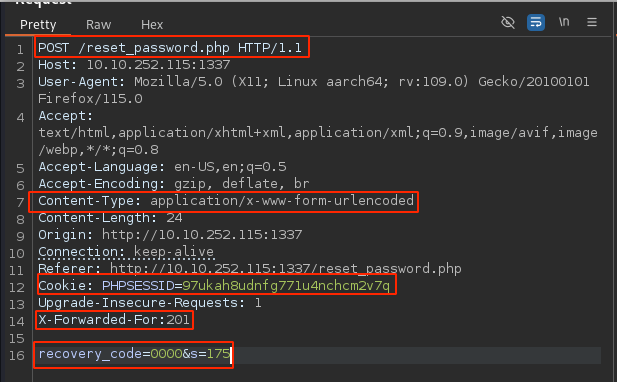 Request
Pretty Raw Hex
\n
1 POST /reset_password.php HTTP/1.1
2 Host: 10.10.252.115:1337
3 User-Agent: Mozilla/5.0 (X11; Linux aarch64; rv:109.0) Gecko/20100101
Firefox/115.0
4 Accept:
text/html,application/xhtml+xml,application/xml;q=0.9,image/avif,image
/webp,*/*;q=0.8
5 Accept-Language: en-US,en;q=0.5
6 Accept-Encoding: gzip, deflate, br
7 Content-Type: application/x-www-form-urlencoded
8 Content-Length: 24
9 Origin: http://10.10.252.115:1337
10 Connection: keep-alive
11 Referer: http://10.10.252.115:1337/reset_password.php
12 Cookie: PHPSESSID=97ukah8udnfg771u4nchcm2v7q
13 Upgrade-Insecure-Requests: 1
14 X-Forwarded-For:201
15
16 recovery_code=0000&s=175